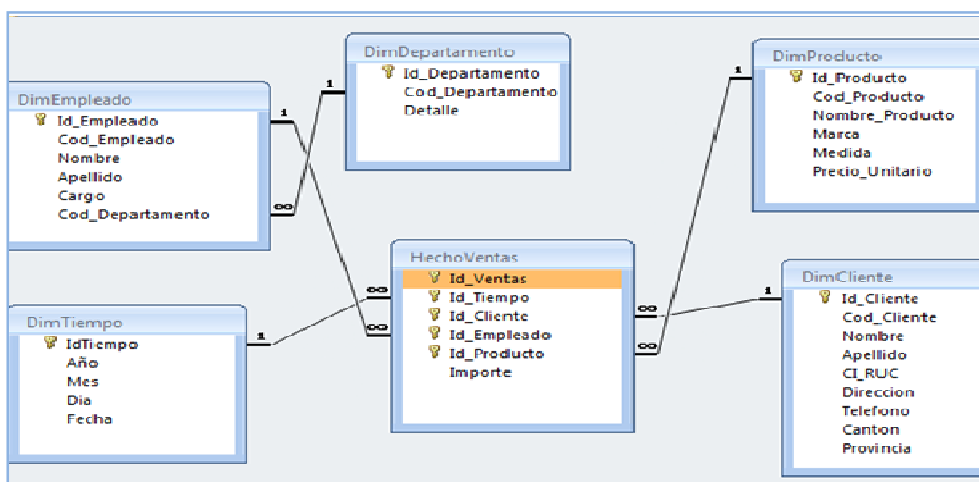 DimDepartamento
Id_Departamento
Cod_Departamento
Detalle
1
DimProducto
Id_Producto
Cod_Producto
Nombre_Producto
Marca
Medida
Precio_Unitario
1
DimEmpleado
Id_Empleado
Cod_Empleado
Nombre
Apellido
Cargo
Cod_Departamento
1
∞
HechoVentas
Id_Ventas
Id_Tiempo
Id_Cliente
Id_Empleado
Id_Producto
Importe
∞
∞
∞
∞
DimCliente
Id_Cliente
Cod_Cliente
Nombre
Apellido
CI_RUC
Direccion
Telefono
Canton
Provincia
1
DimTiempo
IdTiempo
Año
Mes
Dia
Fecha
1